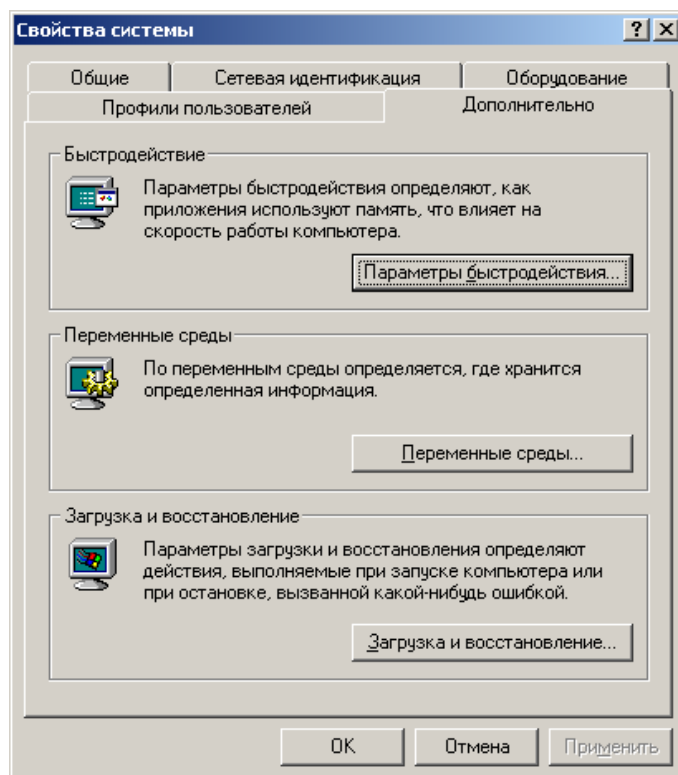 Свойства системы
Общие
Сетевая идентификация
Оборудование
Профили пользователей
Дополнительно
Быстродействие
Параметры быстродействия определяют, как
приложения используют память, что влияет на
скорость работы компьютера.
Параметры быстродействия...
Переменные среды
По переменным среды определяется, где хранится
определенная информация.
Переменные среды...
Загрузка и восстановление
Параметры загрузки и восстановления определяют
действия, выполняемые при запуске компьютера или
при остановке, вызванной какой-нибудь ошибкой.
Загрузка и восстановление...
OK
Отмена
Применить